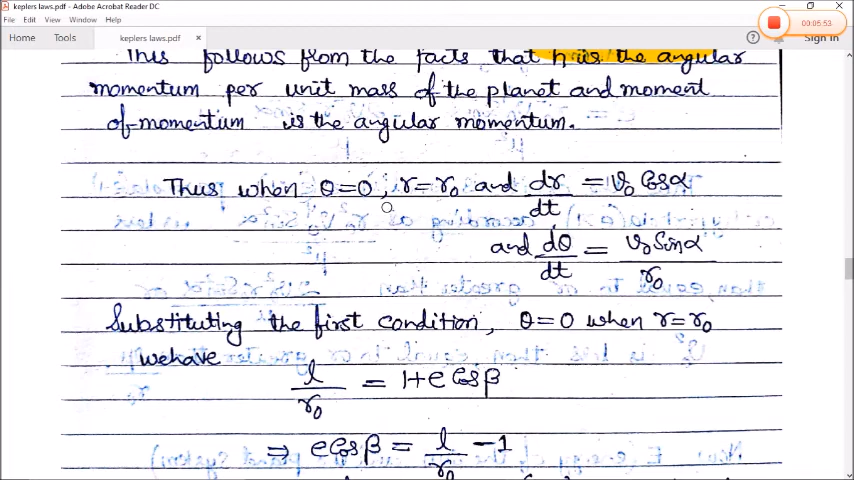 keplers laws.pdf - Adobe Acrobat Reader DC
File Edit View Window Help
Home Tools keplers laws.pdf × Sign In
00:05:53
This follows from the facts that h is the angular
momentum per unit mass of the planet and moment
of-momentum is the angular momentum.
Thus when θ=0, r=r₀ and dr/dt = v₀ Cosα
and dθ/dt = v₀ Sinα/r₀
Substituting the first condition, θ=0 when r=r₀
we have
l/r₀ = 1+e Cosβ
⇒ e Cosβ = l/r₀ -1